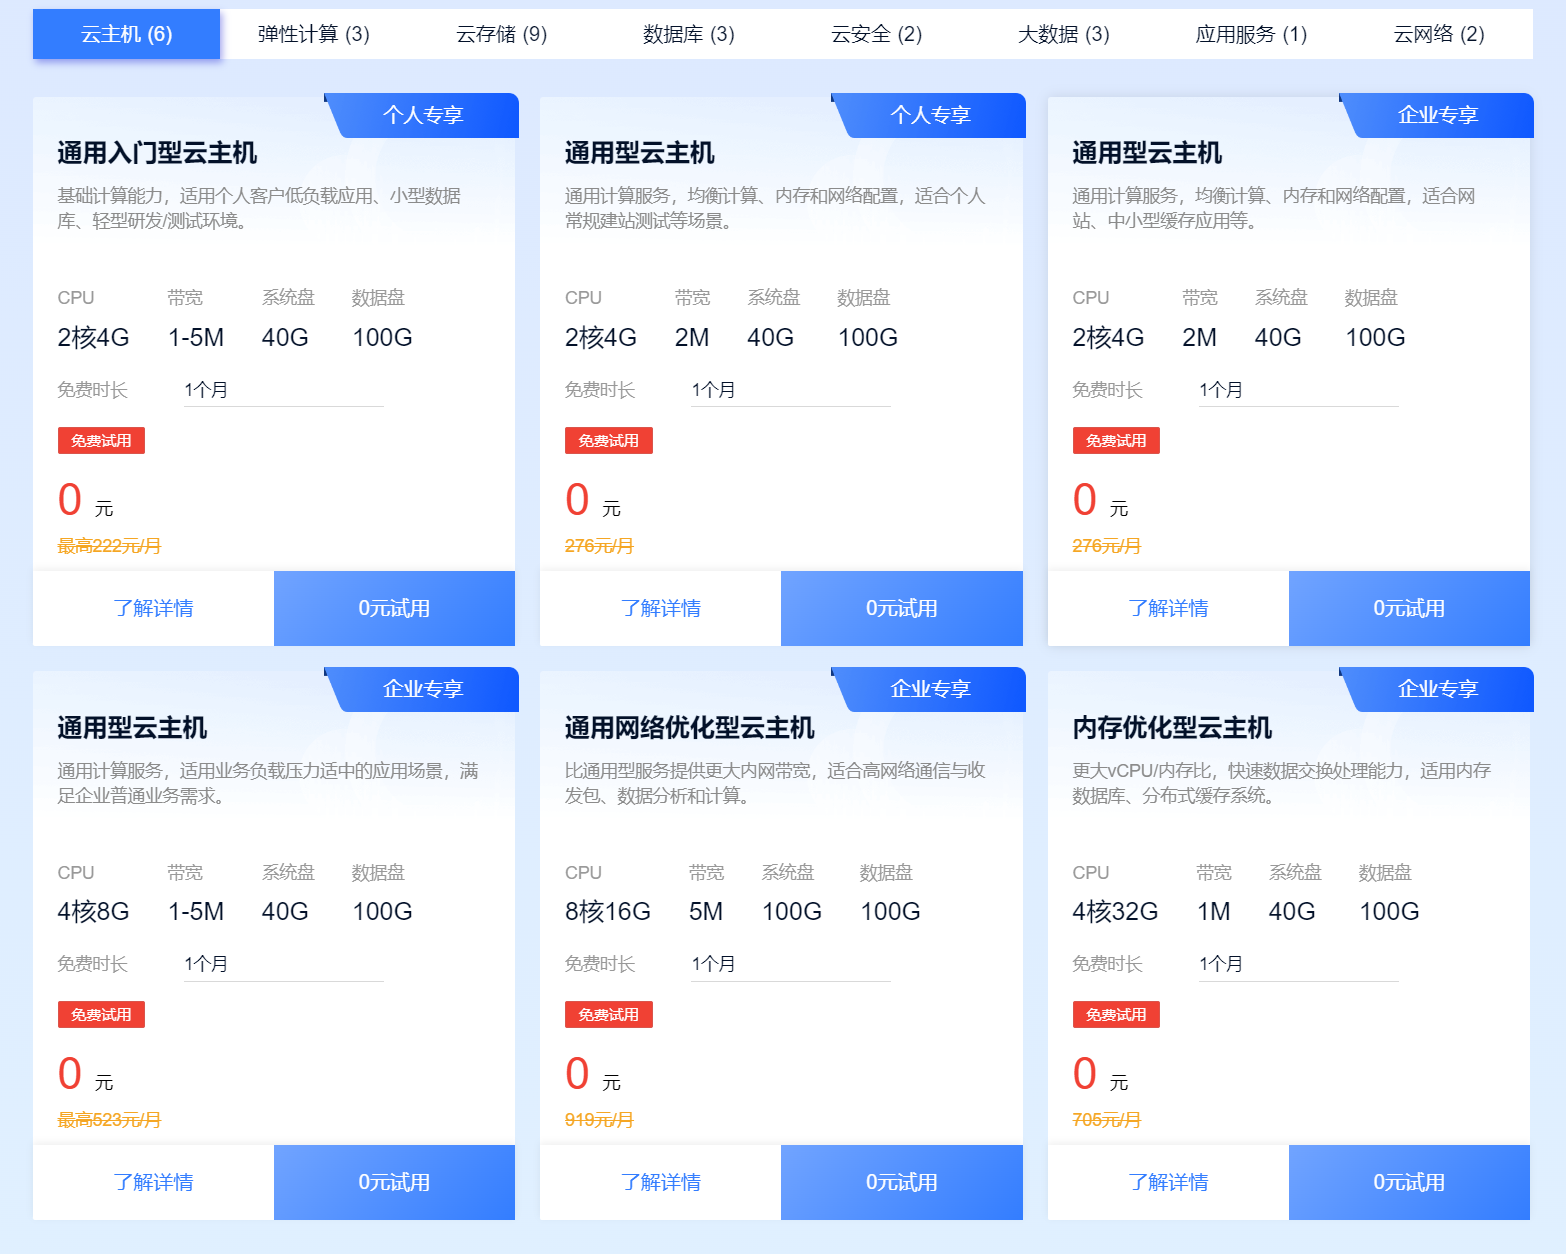 云主机 (6) 弹性计算 (3) 云存储 (9) 数据库 (3) 云安全 (2) 大数据 (3) 应用服务 (1) 云网络 (2)
个人专享
通用入门型云主机
基础计算能力，适用个人客户低负载应用、小型数据
库、轻型研发/测试环境。
CPU 带宽 系统盘 数据盘
2核4G 1-5M 40G 100G
免费时长 1个月
免费试用
0 元
最高222元/月
了解详情 0元试用
个人专享
通用型云主机
通用计算服务，均衡计算、内存和网络配置，适合个人
常规建站测试等场景。
CPU 带宽 系统盘 数据盘
2核4G 2M 40G 100G
免费时长 1个月
免费试用
0 元
276元/月
了解详情 0元试用
企业专享
通用型云主机
通用计算服务，均衡计算、内存和网络配置，适合网
站、中小型缓存应用等。
CPU 带宽 系统盘 数据盘
2核4G 2M 40G 100G
免费时长 1个月
免费试用
0 元
276元/月
了解详情 0元试用
企业专享
通用型云主机
通用计算服务，适用业务负载压力适中的应用场景，满
足企业普通业务需求。
CPU 带宽 系统盘 数据盘
4核8G 1-5M 40G 100G
免费时长 1个月
免费试用
0 元
最高523元/月
了解详情 0元试用
企业专享
通用网络优化型云主机
比通用型服务提供更大内网带宽，适合高网络通信与收
发包、数据分析和计算。
CPU 带宽 系统盘 数据盘
8核16G 5M 100G 100G
免费时长 1个月
免费试用
0 元
919元/月
了解详情 0元试用
企业专享
内存优化型云主机
更大vCPU/内存比，快速数据交换处理能力，适用内存
数据库、分布式缓存系统。
CPU 带宽 系统盘 数据盘
4核32G 1M 40G 100G
免费时长 1个月
免费试用
0 元
705元/月
了解详情 0元试用